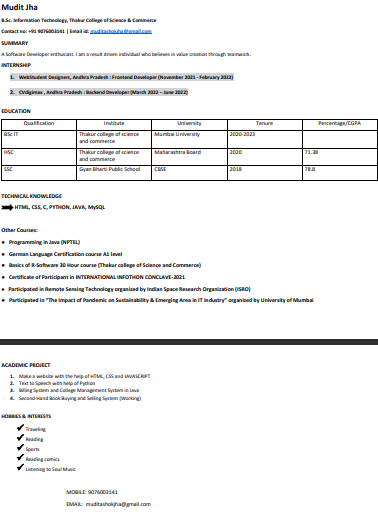 Mudit Jha
B.Sc. Information Technology, Thakur College of Science & Commerce
Contact no: +91 9076003141 | Email id: muditashokjha@email.com
SUMMARY
A Software Developer enthusiast. I am a result driven individual who believes in value creation through teamwork.
INTERNSHIP
1. WebStudent Designers, Andhra Pradesh : Frontend Developer (November 2021 - February 2022)
2. CVdigimax , Andhra Pradesh : Backend Developer (March 2022 – June 2022)
EDUCATION
Qualification Institute University Tenure Percentage/CGPA
BSc IT Thakur college of science and commerce Mumbai University 2020-2023
HSC Thakur college of science and commerce Maharashtra Board 2020 71.38
SSC Gyan Bharti Public School CBSE 2018 78.8
TECHNICAL KNOWLEDGE
HTML, CSS, C, PYTHON, JAVA, MySQL
Other Courses:
• Programming in Java (NPTEL)
• German Language Certification course A1 level
• Basics of R-Software 30 Hour course (Thakur college of Science and Commerce)
• Certificate of Participant in INTERNATIONAL INFOTHON CONCLAVE-2021
• Participated in Remote Sensing Technology organized by Indian Space Research Organization (ISRO)
• Participated in "The Impact of Pandemic on Sustainability & Emerging Area in IT Industry" organized by University of Mumbai
ACADEMIC PROJECT
1. Make a website with the help of HTML, CSS and JAVASCRIPT
2. Text to Speech with help of Python
3. Billing System and College Management System in Java
4. Second-Hand Book Buying and Selling System (Working)
HOBBIES & INTERESTS
✔ Traveling
✔ Reading
✔ Sports
✔ Reading comics
✔ Listening to Soul Music
MOBILE: 9076003141
EMAIL: muditashokjha@gmail.com